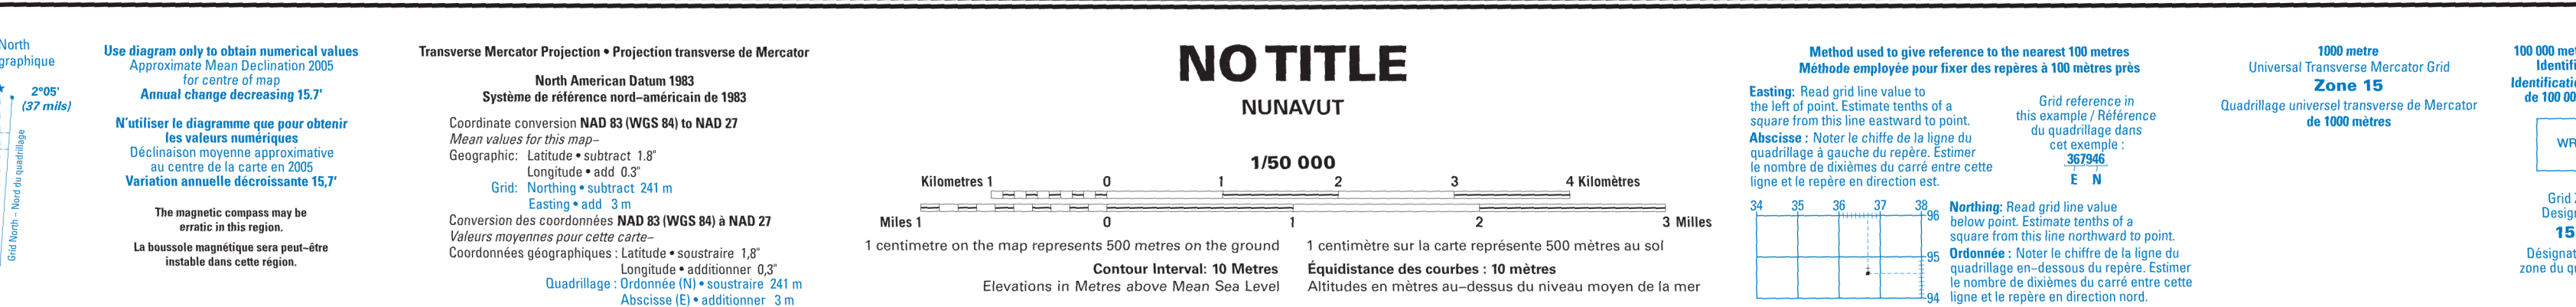 North
graphique
2°05'
(37 mils)
Grid North – Nord du quadrillage
Use diagram only to obtain numerical values
Approximate Mean Declination 2005
for centre of map
Annual change decreasing 15.7'
N'utiliser le diagramme que pour obtenir
les valeurs numériques
Déclinaison moyenne approximative
au centre de la carte en 2005
Variation annuelle décroissante 15,7'
The magnetic compass may be
erratic in this region.
La boussole magnétique sera peut-être
instable dans cette région.
Transverse Mercator Projection • Projection transverse de Mercator
North American Datum 1983
Système de référence nord-américain de 1983
Coordinate conversion NAD 83 (WGS 84) to NAD 27
Mean values for this map–
Geographic: Latitude • subtract 1.8"
Longitude • add 0.3"
Grid: Northing • subtract 241 m
Easting • add 3 m
Conversion des coordonnées NAD 83 (WGS 84) à NAD 27
Valeurs moyennes pour cette carte–
Coordonnées géographiques : Latitude • soustraire 1,8"
Longitude • additionner 0,3"
Quadrillage : Ordonnée (N) • soustraire 241 m
Abscisse (E) • additionner 3 m
NO TITLE
NUNAVUT
1/50 000
Kilometres 1 0 1 2 3 4 Kilomètres
Miles 1 0 1 2 3 Milles
1 centimetre on the map represents 500 metres on the ground
1 centimètre sur la carte représente 500 mètres au sol
Contour Interval: 10 Metres
Elevations in Metres above Mean Sea Level
Équidistance des courbes : 10 mètres
Altitudes en mètres au-dessus du niveau moyen de la mer
Method used to give reference to the nearest 100 metres
Méthode employée pour fixer des repères à 100 mètres près
Easting: Read grid line value to
the left of point. Estimate tenths of a
square from this line eastward to point.
Abscisse : Noter le chiffe de la ligne du
quadrillage à gauche du repère. Estimer
le nombre de dixièmes du carré entre cette
ligne et le repère en direction est.
Grid reference in
this example / Référence
du quadrillage dans
cet exemple :
367946
E N
34 35 36 37 38
96
95
94
Northing: Read grid line value
below point. Estimate tenths of a
square from this line northward to point.
Ordonnée : Noter le chiffre de la ligne du
quadrillage en-dessous du repère. Estimer
le nombre de dixièmes du carré entre cette
ligne et le repère en direction nord.
1000 metre
Universal Transverse Mercator Grid
Zone 15
Quadrillage universel transverse de Mercator
de 1000 mètres
100 000 met
Identifi
Identificatio
de 100 00
WR
Grid
Desig
15
Désignat
zone du q